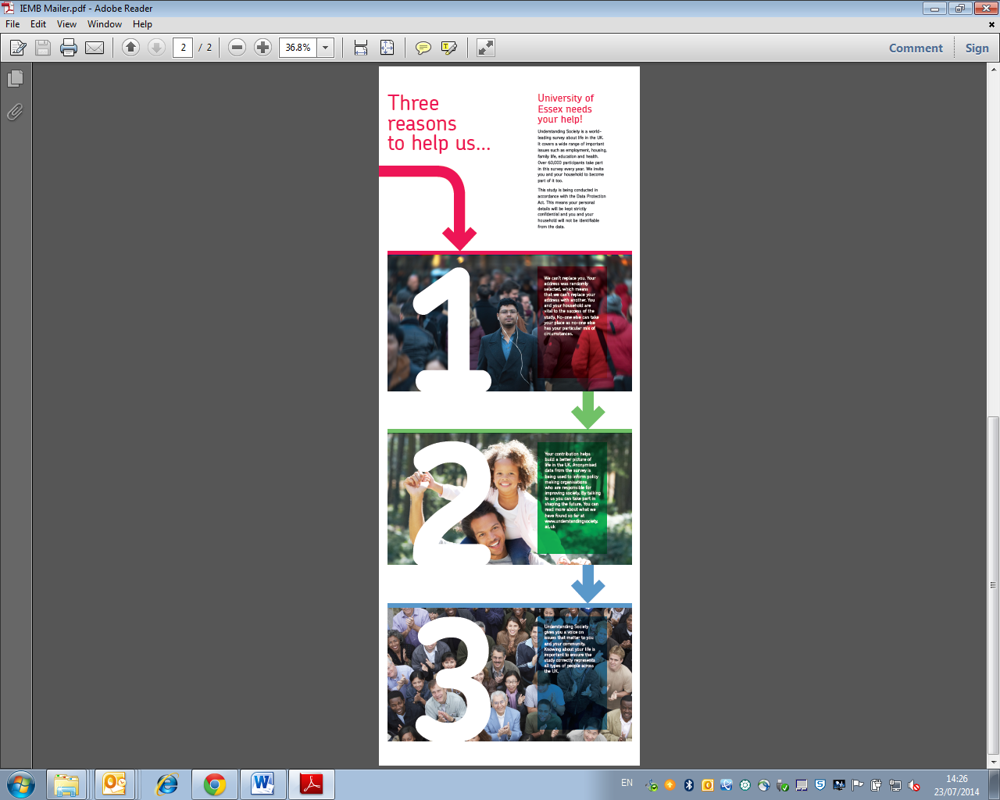 IEMB Mailer.pdf - Adobe Reader
File Edit View Window Help
2 / 2 36.8% Comment Sign
Three
reasons
to help us...
University of
Essex needs
your help!
Understanding Society is a world-
leading survey about life in the UK.
It covers a wide range of important
issues such as employment, housing,
family life, education and health.
Over 60,000 participants take part
in this survey every year. We invite
you and your household to become
part of it too.
This study is being conducted in
accordance with the Data Protection
Act. This means your personal
details will be kept strictly
confidential and you and your
household will not be identifiable
from the data.
1
We can't replace you. Your
address was randomly
selected, which means
that we can't replace your
address with another. You
and your household are
vital to the success of the
study. No-one else can take
your place as no-one else
has your particular mix of
circumstances.
2
Your contribution helps
build a better picture of
life in the UK. Anonymised
data from the survey is
being used to inform policy
making organisations
who are responsible for
improving society. By talking
to us you can take part in
shaping the future. You can
read more about what we
have found so far at
www.understandingsociety.
ac.uk
3
Understanding Society
gives you a voice on
issues that matter to you
and your community.
Knowing about your life is
important to ensure the
study correctly represents
all types of people across
the UK.
EN
14:26
23/07/2014